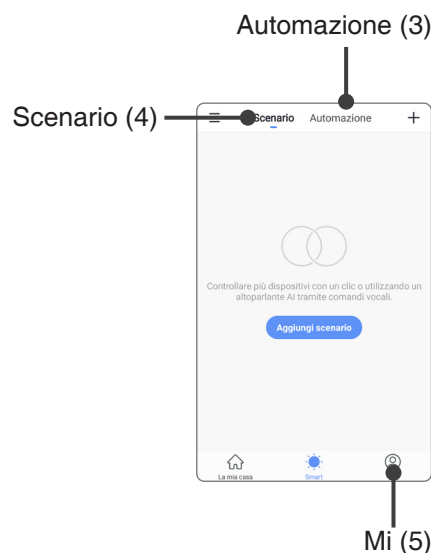 Automazione (3)
Scenario (4)
Scenario Automazione +
Controllare più dispositivi con un clic o utilizzando un
altoparlante AI tramite comandi vocali.
Aggiungi scenario
La mia casa Smart
Mi (5)